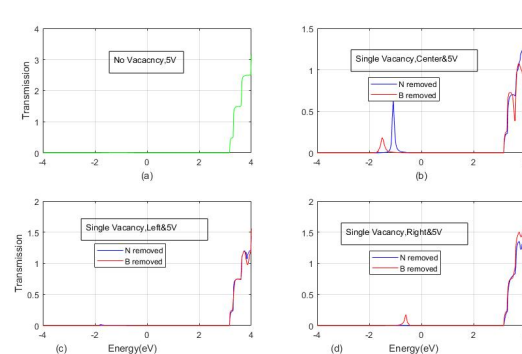 4
3
2
1
0
Transmission
No Vacacncy,5V
-4 -2 0 2 4
(a)
1.5
1
0.5
0
Single Vacancy,Center&5V
N removed
B removed
-4 -2 0 2
(b)
2
1.5
1
0.5
0
Transmission
Single Vacancy,Left&5V
N removed
B removed
-4 -2 0 2 4
(c) Energy(eV)
2
1.5
1
0.5
0
Single Vacancy,Right&5V
N removed
B removed
-4 -2 0 2
(d) Energy(eV)